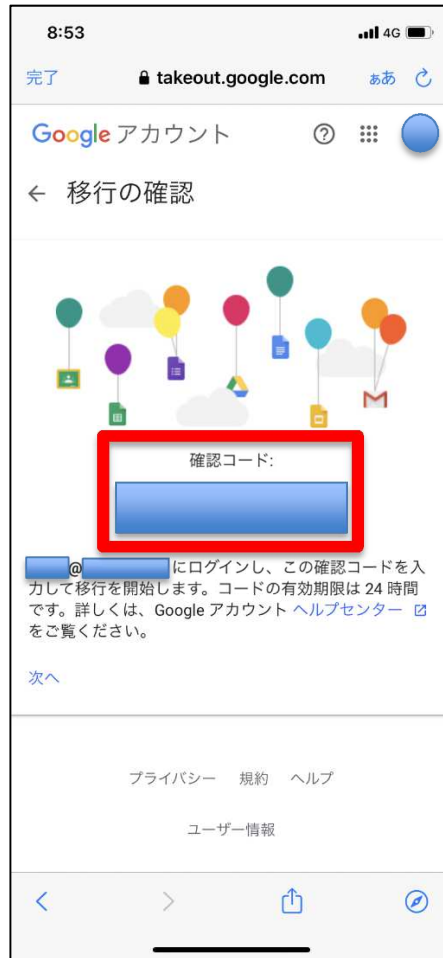 8:53
4G
完了
takeout.google.com
ぁあ
Google アカウント
移行の確認
確認コード:
@
にログインし、この確認コードを入
力して移行を開始します。コードの有効期限は 24 時間
です。詳しくは、Google アカウント ヘルプセンター
をご覧ください。
次へ
プライバシー 規約 ヘルプ
ユーザー情報